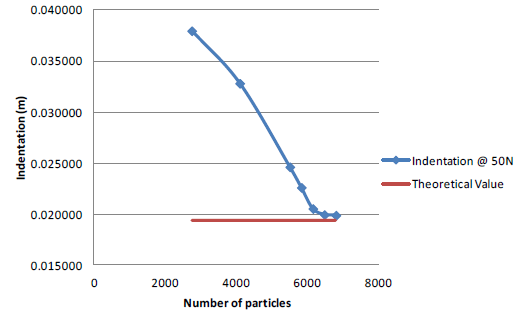 0.040000
0.035000
0.030000
0.025000
0.020000
0.015000
Indentation (m)
0 2000 4000 6000 8000
Number of particles
Indentation @ 50N
Theoretical Value